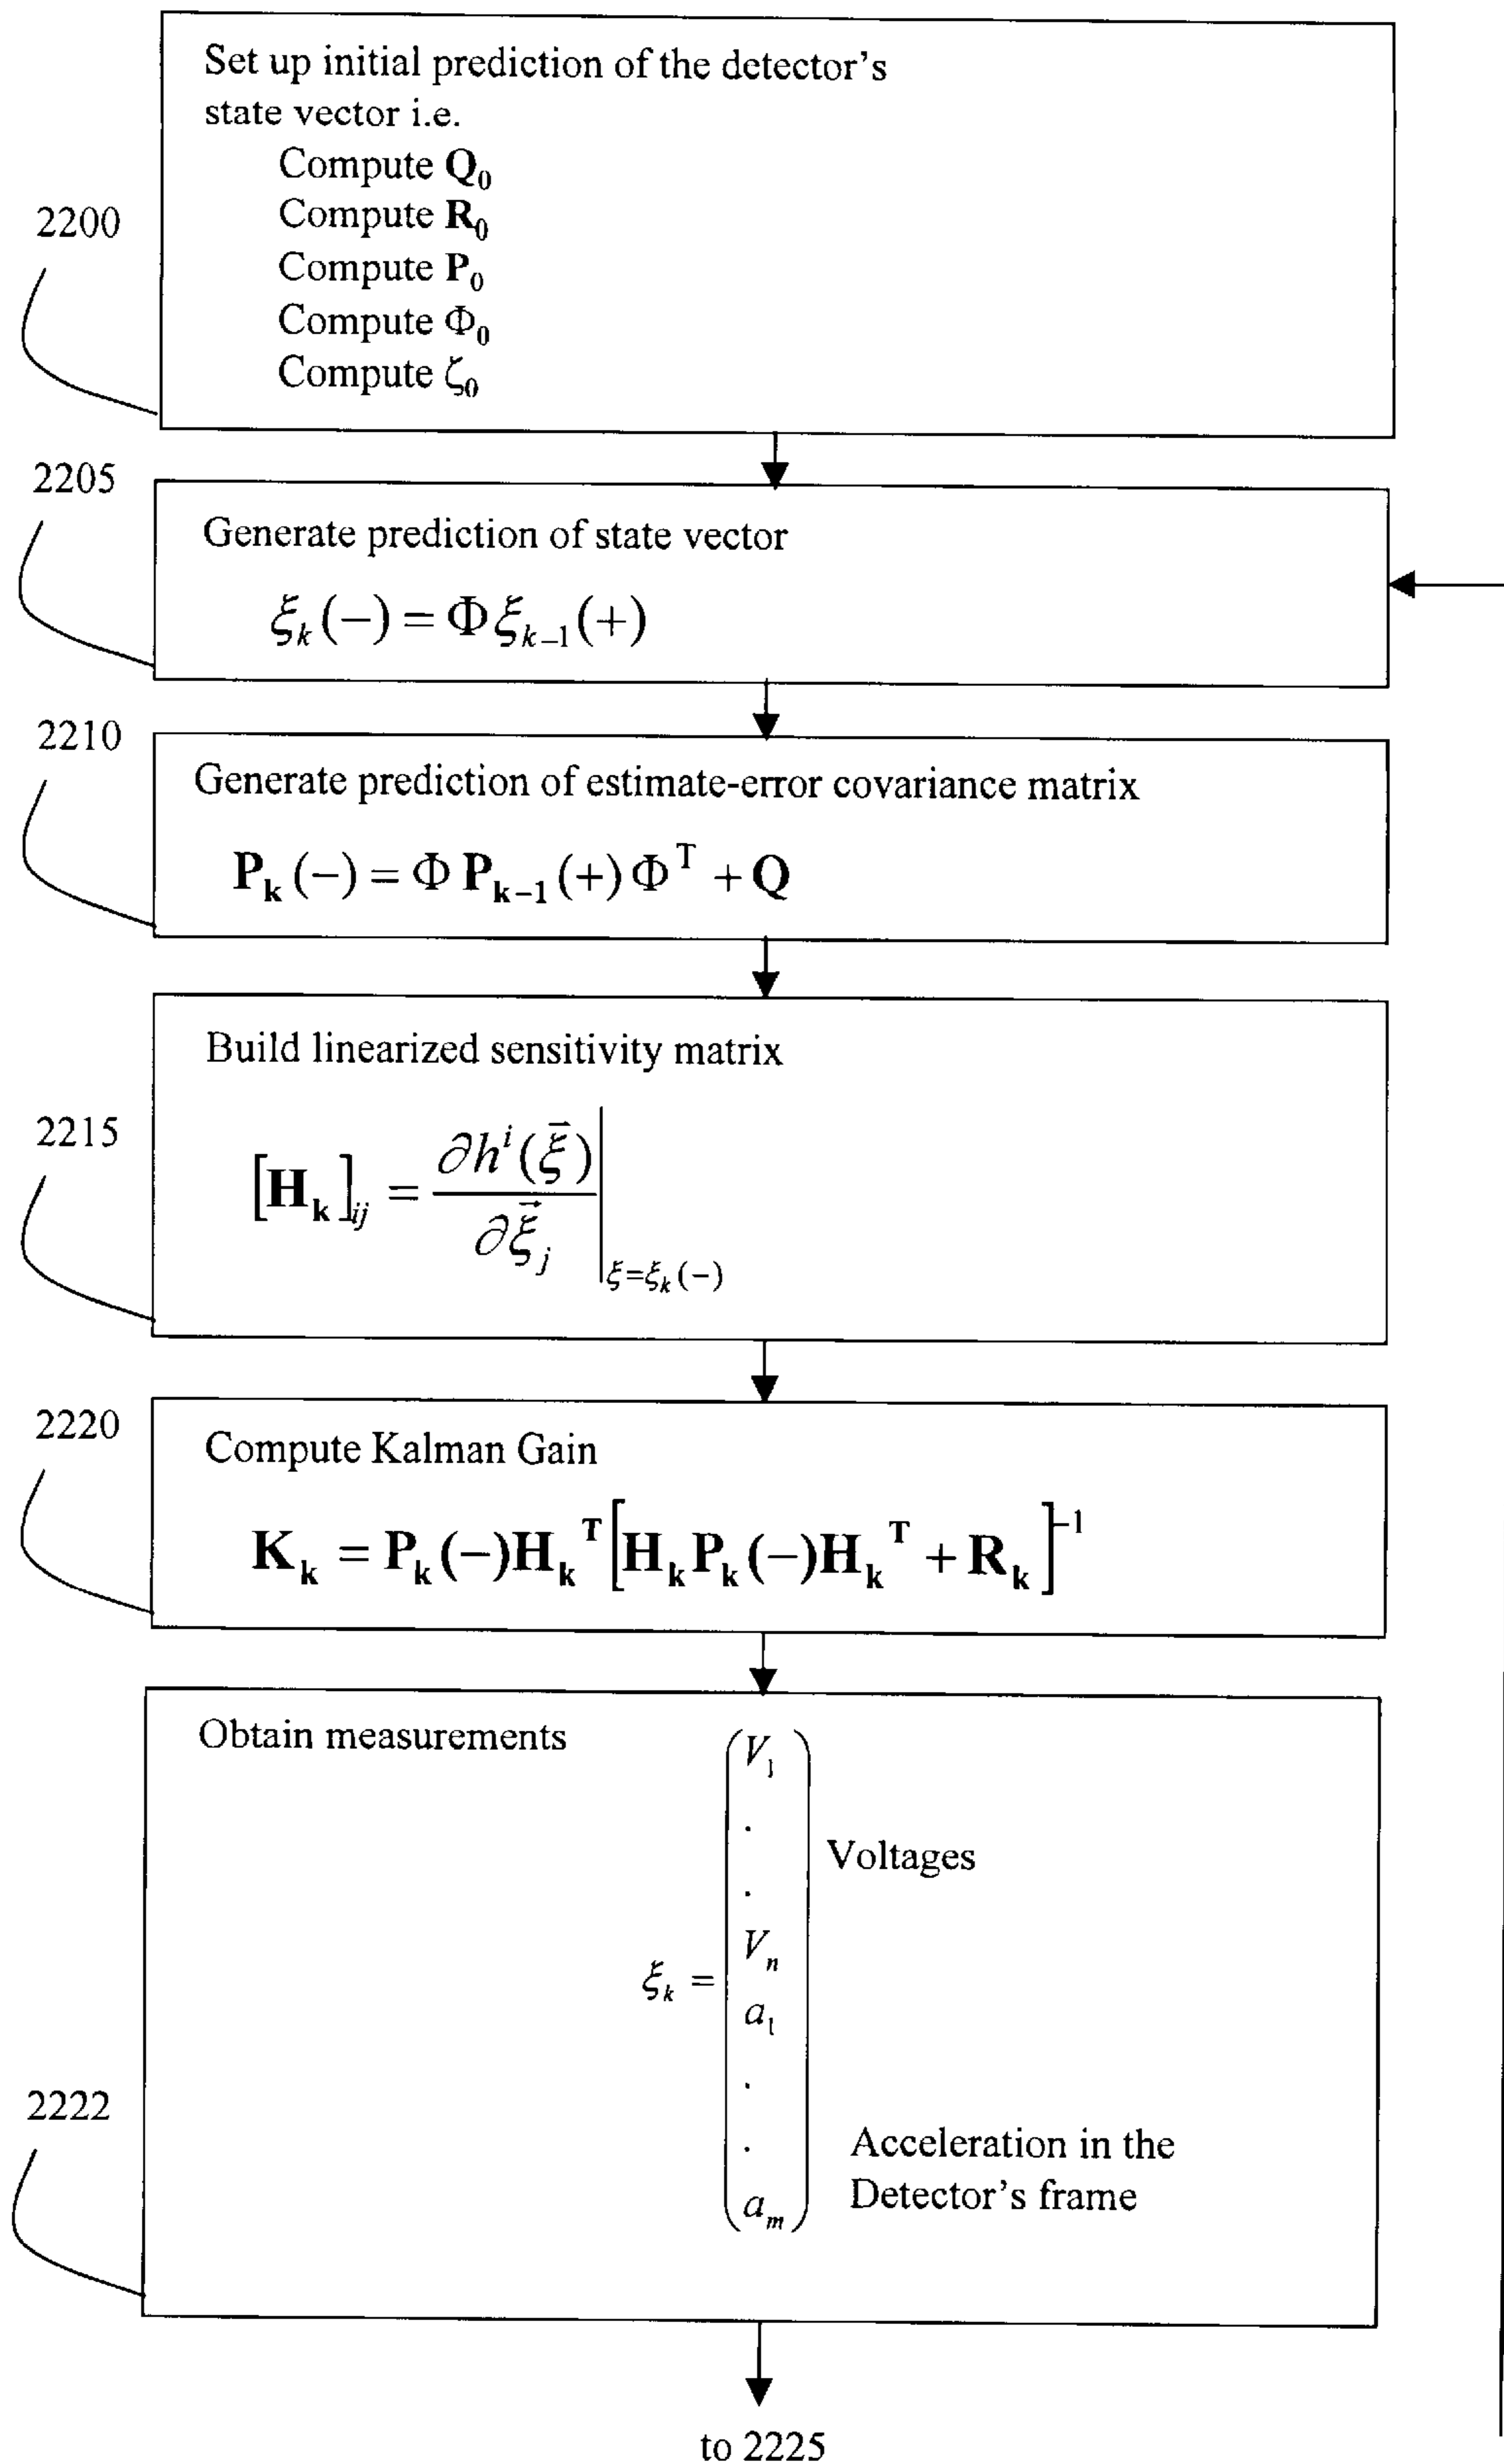 Set up initial prediction of the detector's
state vector i.e.
Compute Q₀
Compute R₀
Compute P₀
Compute Φ₀
Compute ζ₀
2200
2205
Generate prediction of state vector
ξₖ(−) = Φ ξₖ₋₁(+)
2210
Generate prediction of estimate-error covariance matrix
Pₖ(−) = Φ Pₖ₋₁(+) Φᵀ + Q
2215
Build linearized sensitivity matrix
[Hₖ]ᵢⱼ = ∂hⁱ(ξ⃗) / ∂ξ⃗ⱼ |ξ=ξₖ(−)
2220
Compute Kalman Gain
Kₖ = Pₖ(−)Hₖᵀ[HₖPₖ(−)Hₖᵀ + Rₖ]⁻¹
2222
Obtain measurements
V₁
.
.
Voltages
Vₙ
ξₖ =
a₁
.
.
aₘ
Acceleration in the
Detector's frame
to 2225